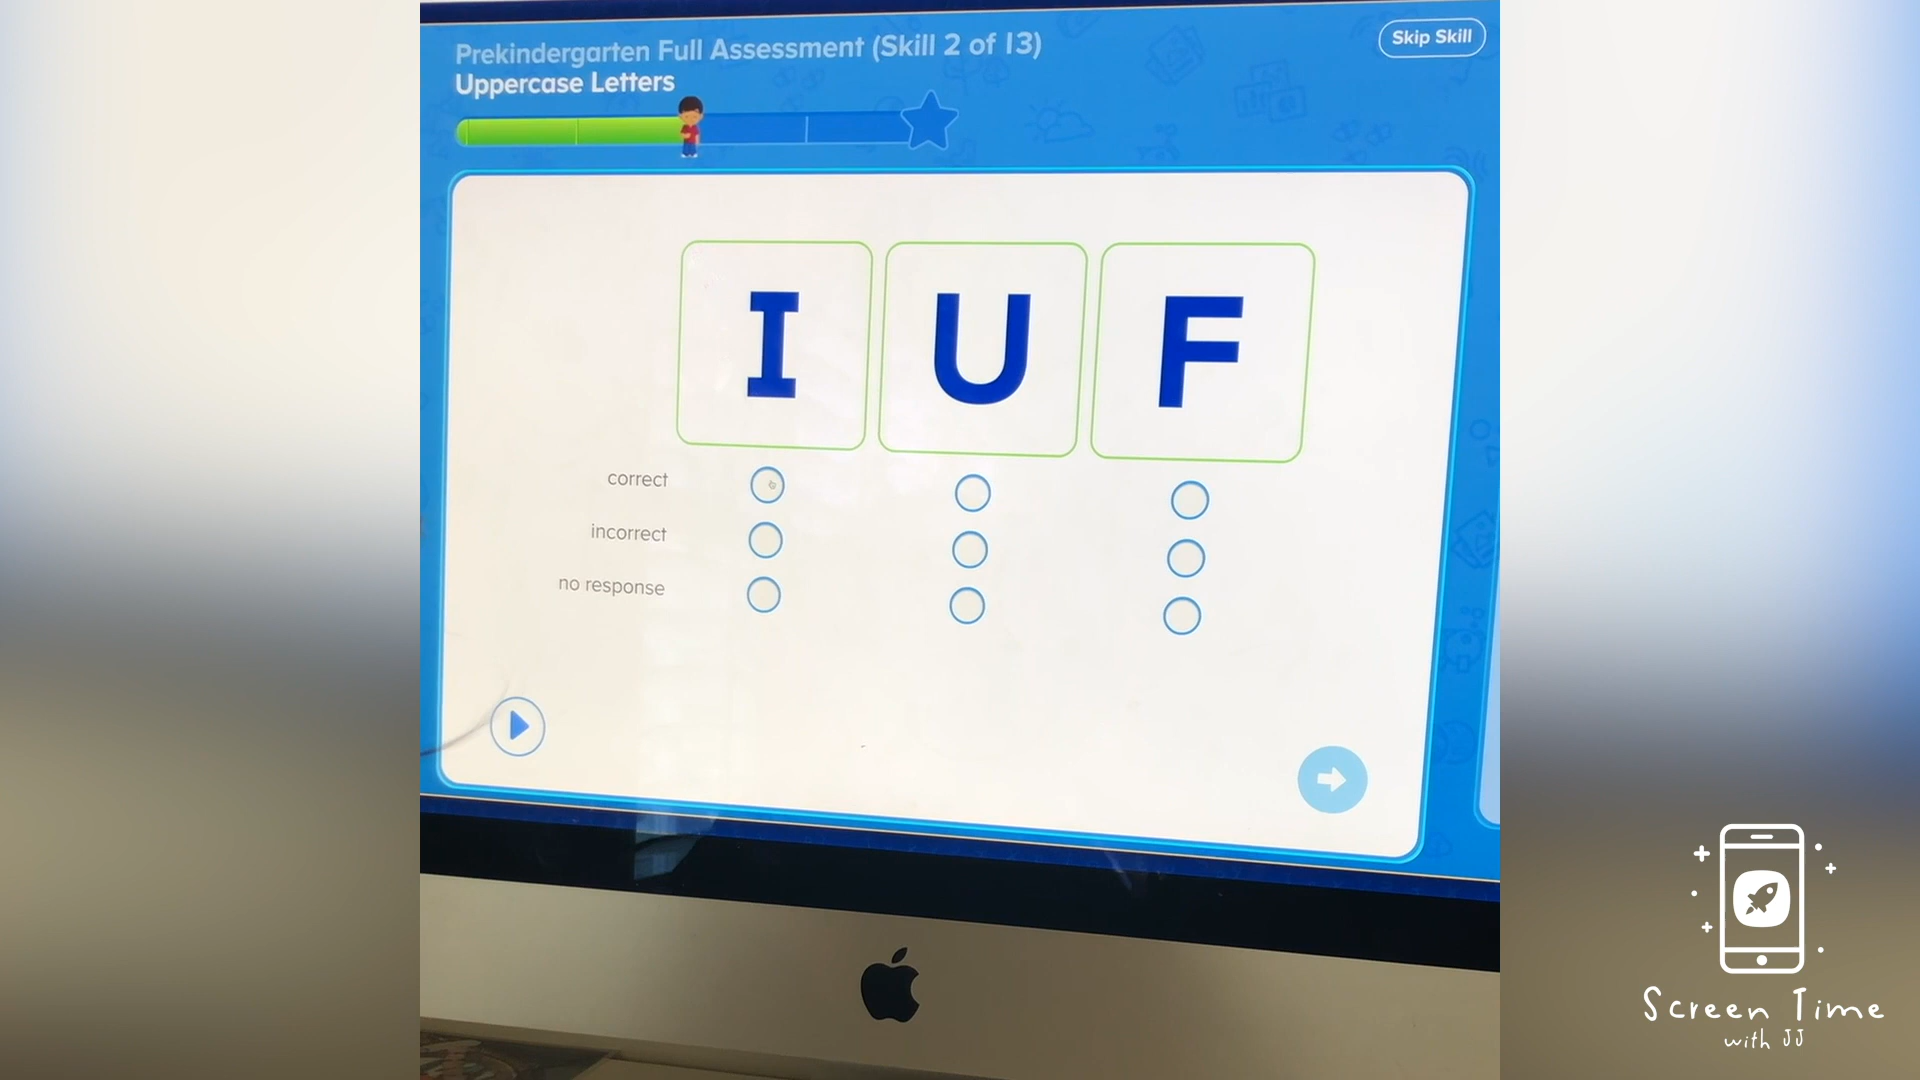 Prekindergarten Full Assessment (Skill 2 of 13)
Skip Skill
Uppercase Letters
I U F
correct
incorrect
no response
Screen Time
with JJ